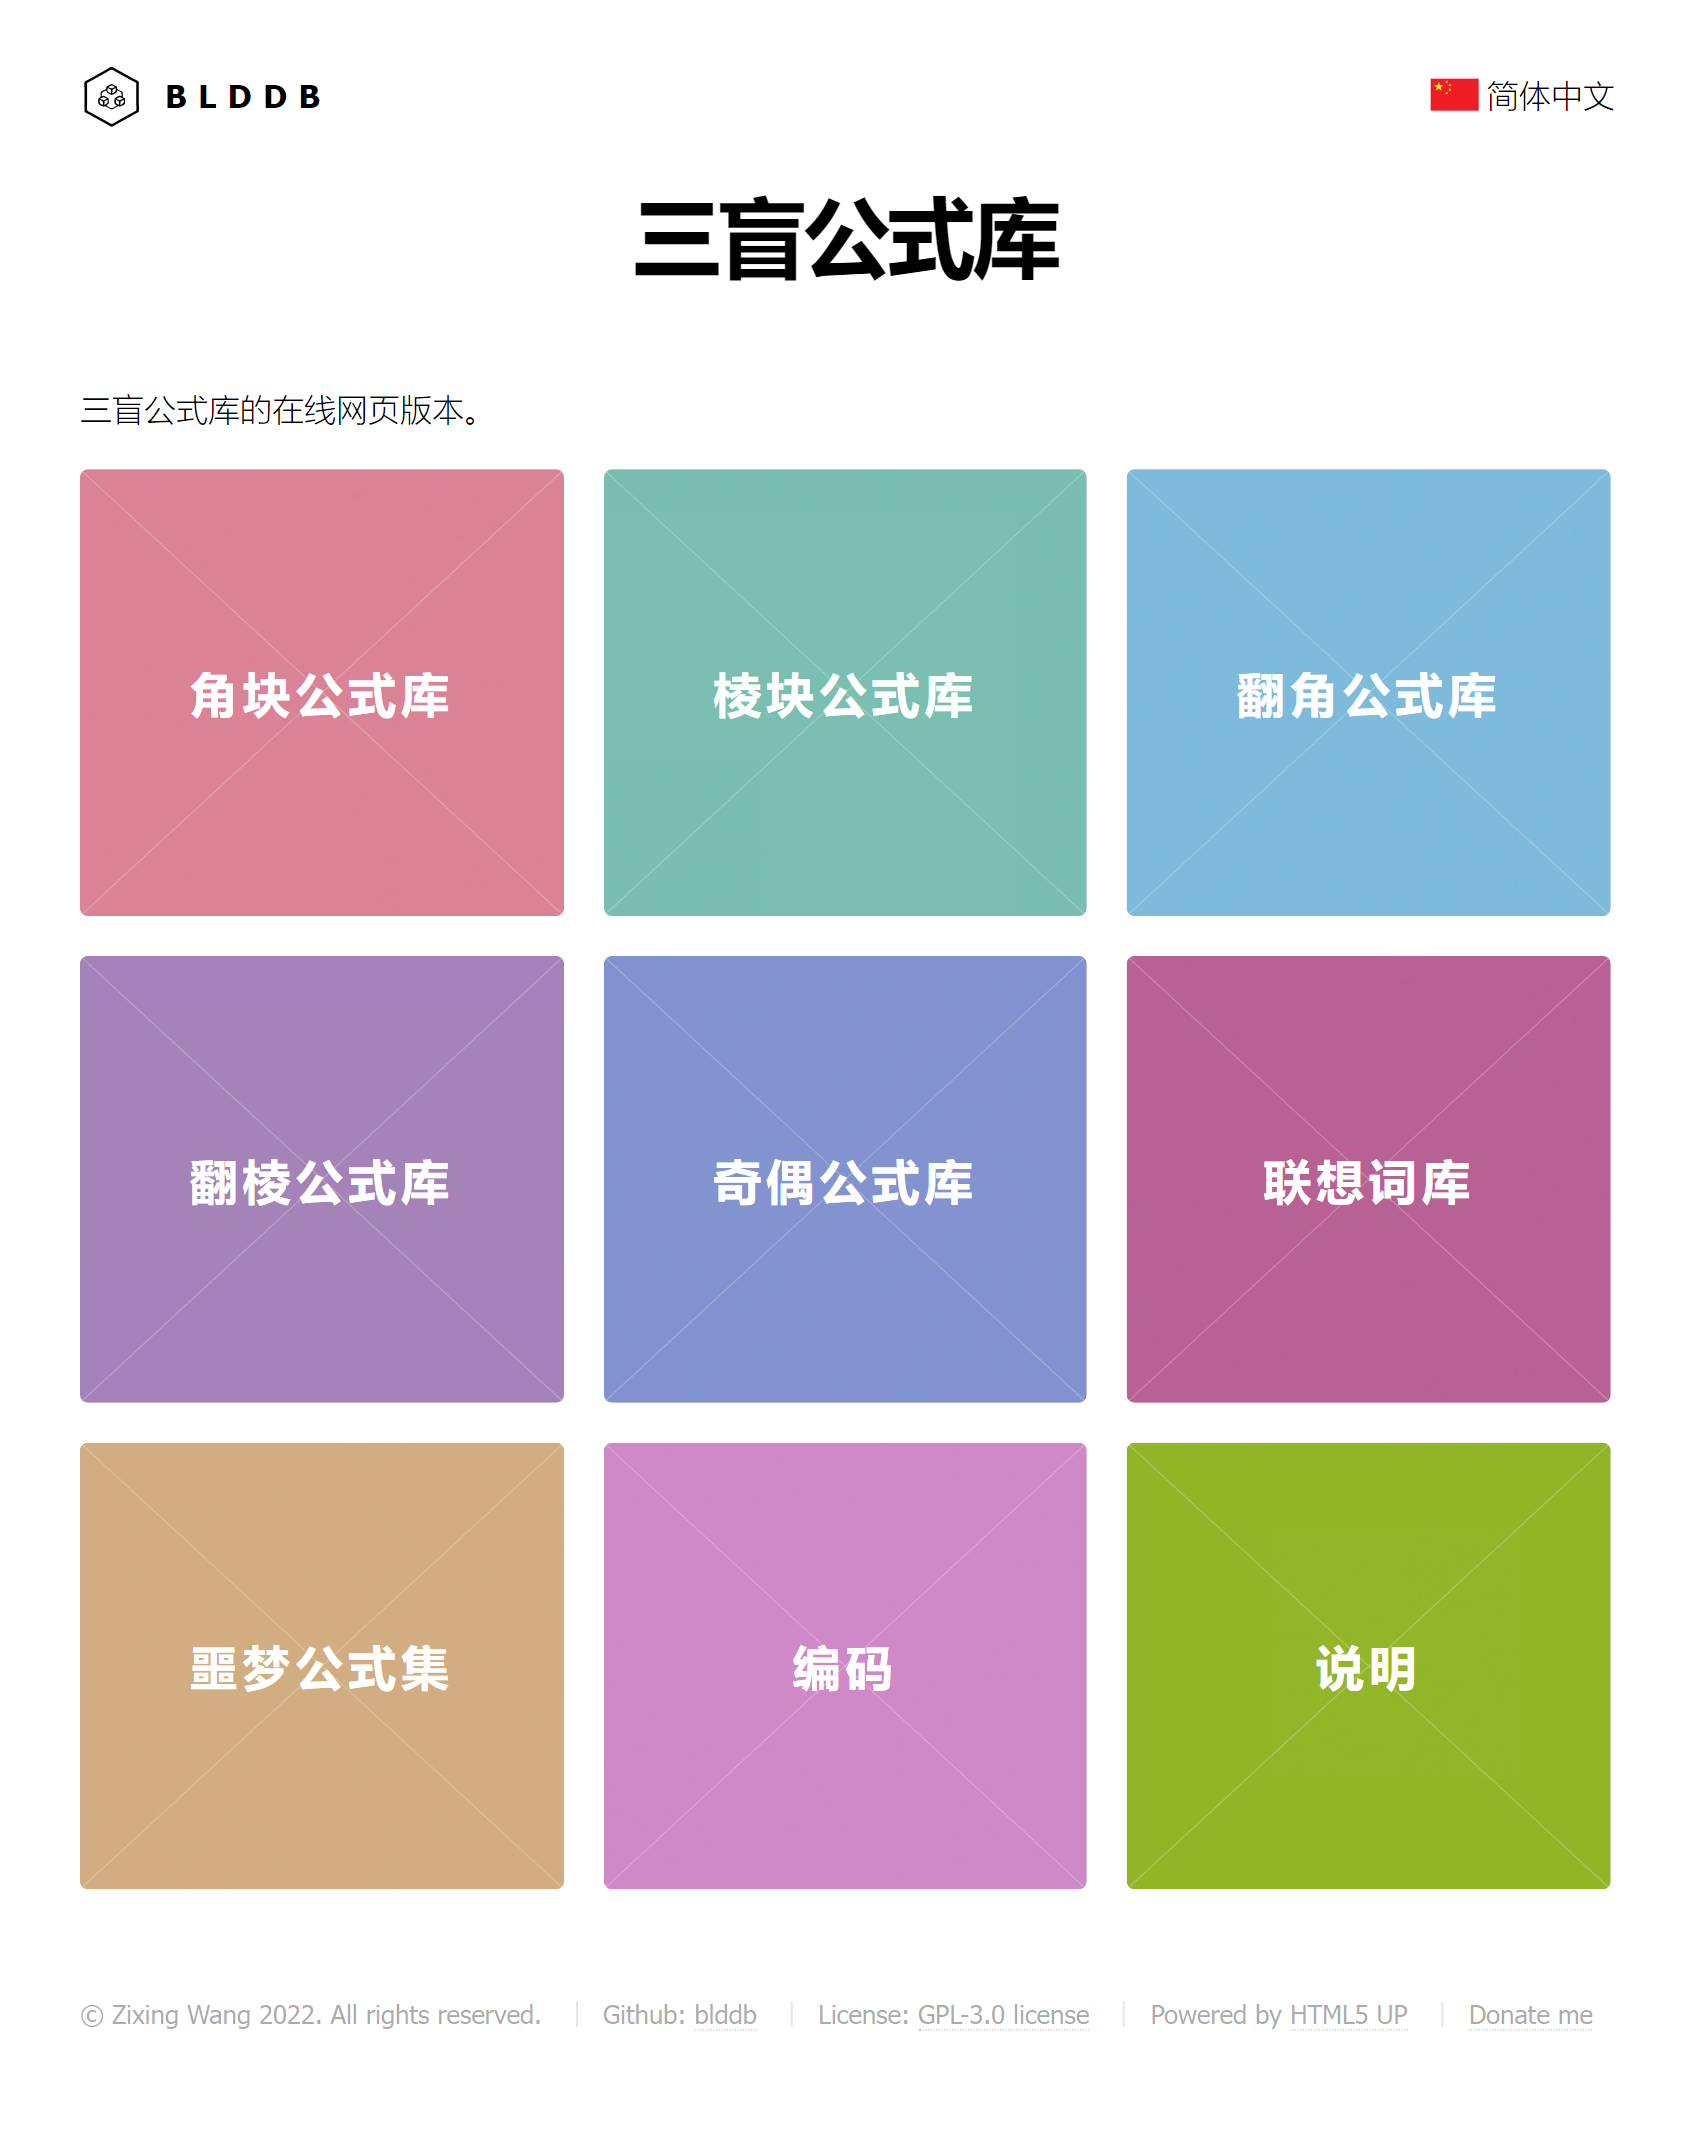 BLDDB
简体中文
三盲公式库
三盲公式库的在线网页版本。
角块公式库
棱块公式库
翻角公式库
翻棱公式库
奇偶公式库
联想词库
噩梦公式集
编码
说明
© Zixing Wang 2022. All rights reserved. | Github: blddb | License: GPL-3.0 license | Powered by HTML5 UP | Donate me